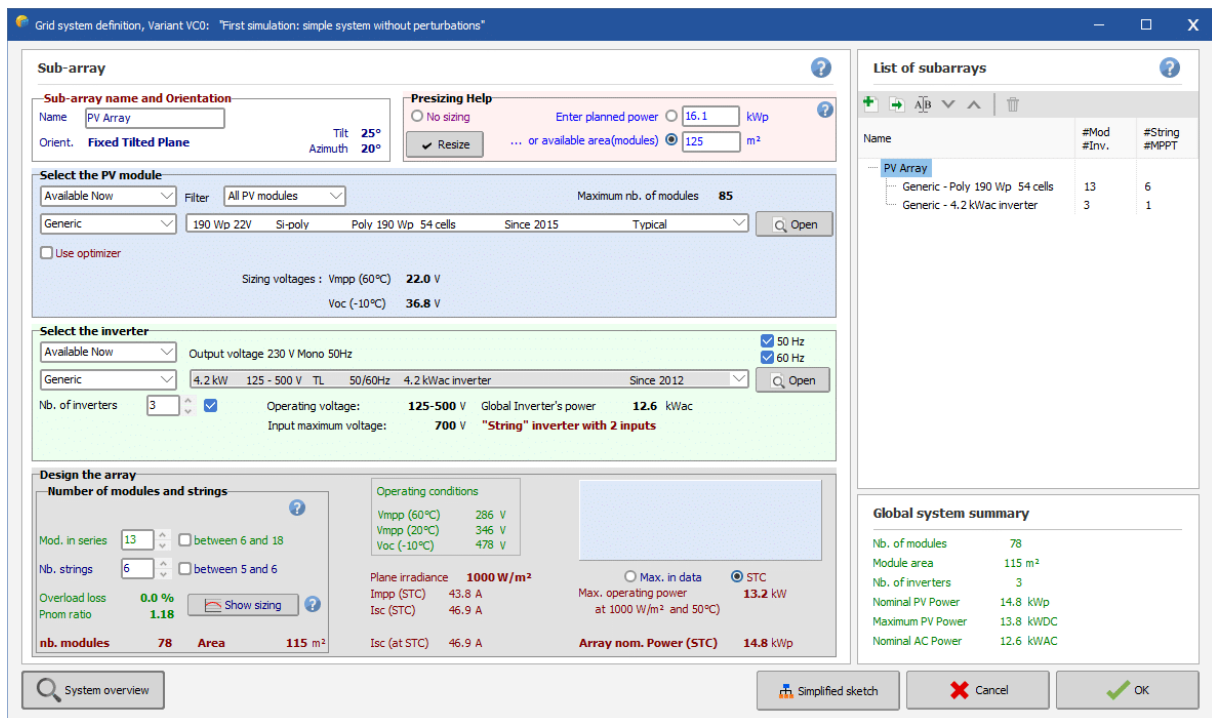 Grid system definition, Variant VC0: "First simulation: simple system without perturbations"
Sub-array
Sub-array name and Orientation
Name PV Array
Orient. Fixed Tilted Plane
Tilt 25°
Azimuth 20°
Presizing Help
No sizing
Enter planned power 16.1 kWp
Resize
... or available area(modules) 125 m²
Select the PV module
Available Now Filter All PV modules Maximum nb. of modules 85
Generic 190 Wp 22V Si-poly Poly 190 Wp 54 cells Since 2015 Typical Open
Use optimizer
Sizing voltages : Vmpp (60°C) 22.0 V
Voc (-10°C) 36.8 V
Select the inverter
Available Now Output voltage 230 V Mono 50Hz
50 Hz
60 Hz
Generic 4.2 kW 125 - 500 V TL 50/60Hz 4.2 kWac inverter Since 2012 Open
Nb. of inverters 3 Operating voltage: 125-500 V Global Inverter's power 12.6 kWac
Input maximum voltage: 700 V "String" inverter with 2 inputs
Design the array
Number of modules and strings
Mod. in series 13 between 6 and 18
Nb. strings 6 between 5 and 6
Overload loss 0.0 %
Pnom ratio 1.18
Show sizing
nb. modules 78 Area 115 m²
Operating conditions
Vmpp (60°C) 286 V
Vmpp (20°C) 346 V
Voc (-10°C) 478 V
Plane irradiance 1000 W/m²
Impp (STC) 43.8 A
Isc (STC) 46.9 A
Isc (at STC) 46.9 A
Max. in data STC
Max. operating power 13.2 kW
at 1000 W/m² and 50°C)
Array nom. Power (STC) 14.8 kWp
List of subarrays
A|B
Name
#Mod #String
#Inv. #MPPT
PV Array
Generic - Poly 190 Wp 54 cells 13 6
Generic - 4.2 kWac inverter 3 1
Global system summary
Nb. of modules 78
Module area 115 m²
Nb. of inverters 3
Nominal PV Power 14.8 kWp
Maximum PV Power 13.8 kWDC
Nominal AC Power 12.6 kWAC
System overview
Simplified sketch
Cancel
OK